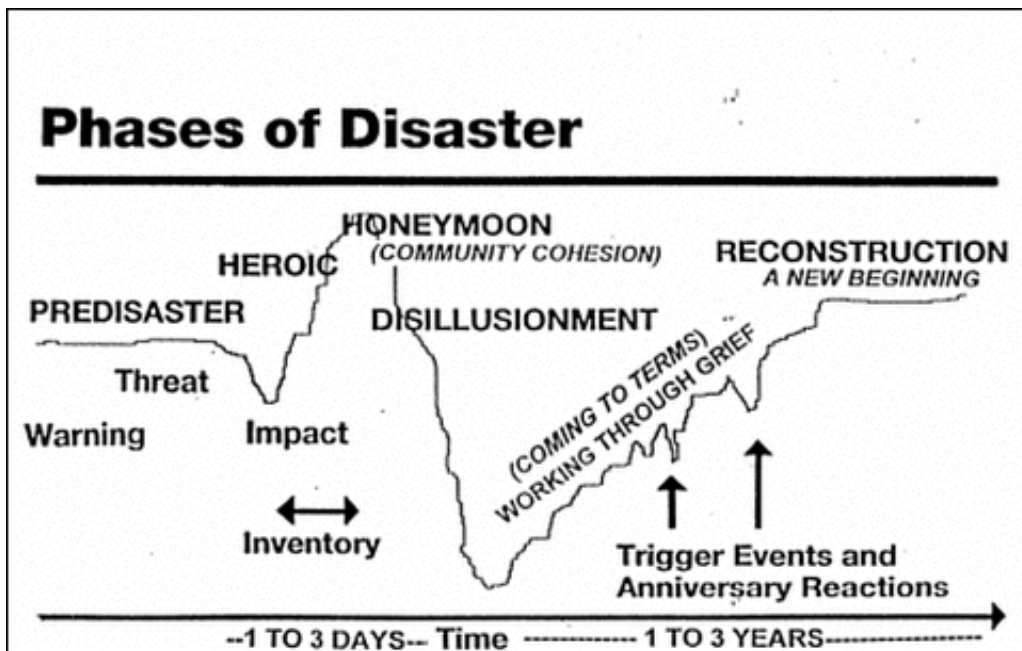 Phases of Disaster
HONEYMOON
(COMMUNITY COHESION)
HEROIC
RECONSTRUCTION
A NEW BEGINNING
PREDISASTER
DISILLUSIONMENT
Threat
Warning
Impact
(COMING TO TERMS)
WORKING THROUGH GRIEF
Inventory
Trigger Events and
Anniversary Reactions
--1 TO 3 DAYS-- Time ----------- 1 TO 3 YEARS---------------